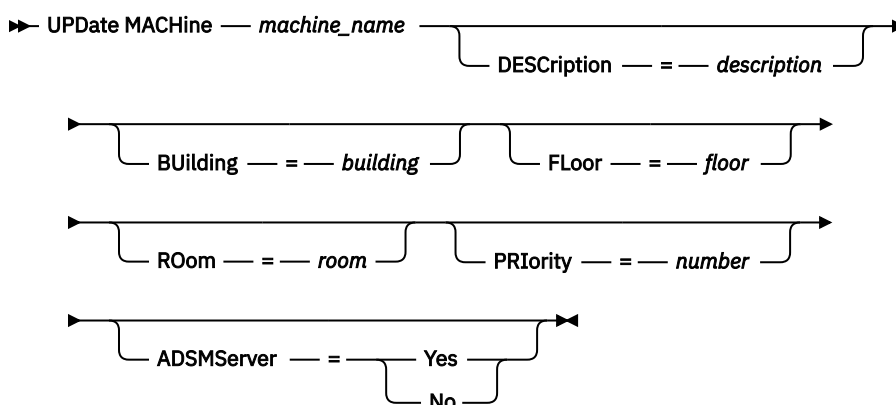 UPDate MACHine machine_name
DESCription = description
BUilding = building FLoor = floor
ROom = room PRIority = number
ADSMServer = Yes
No